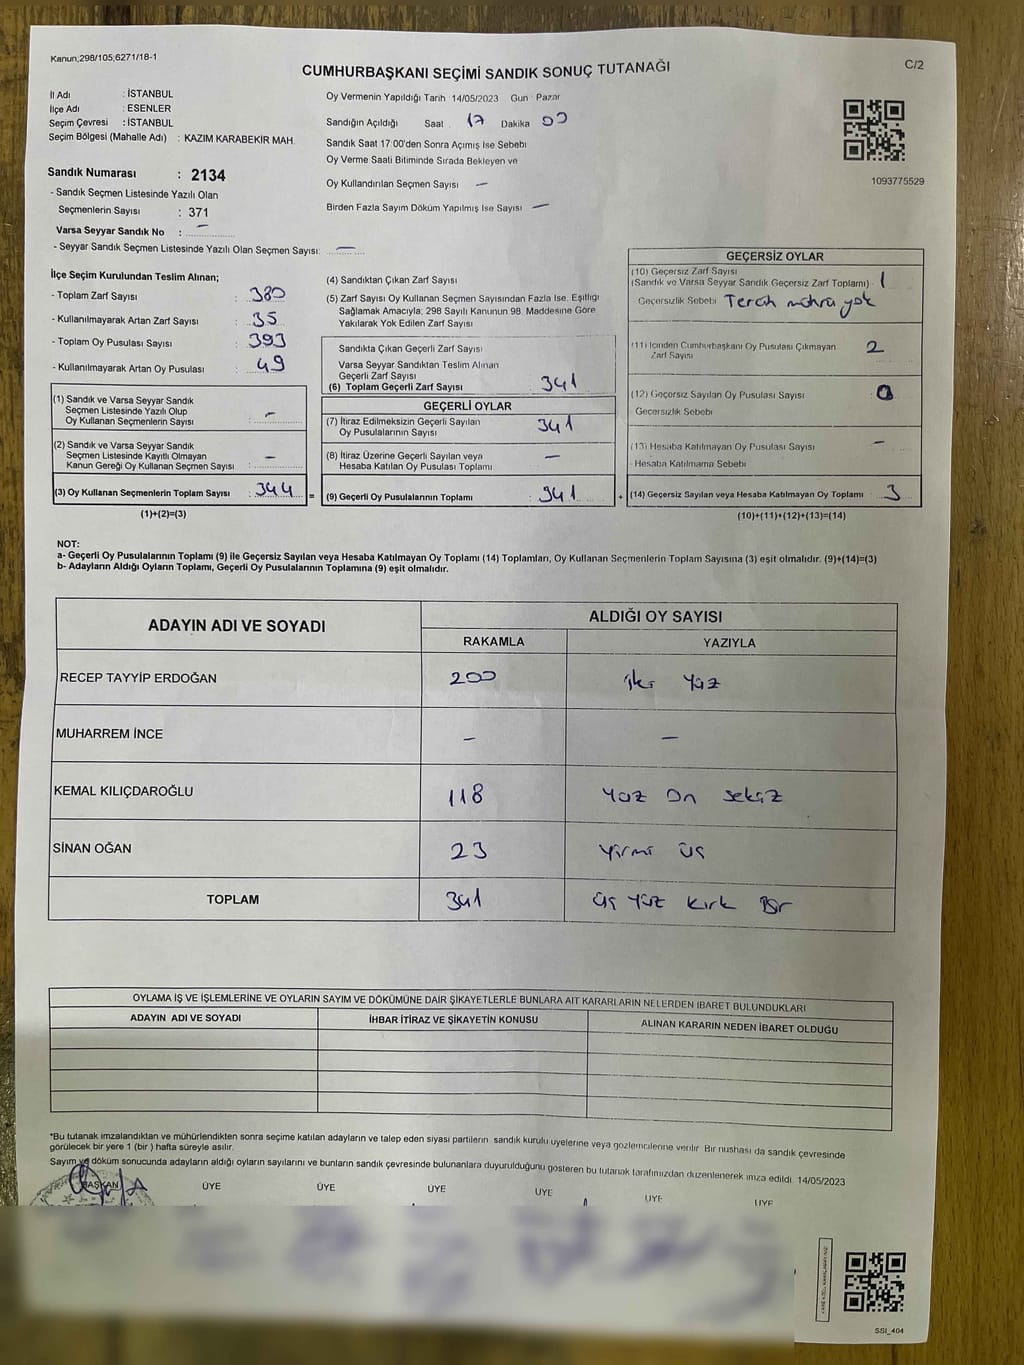 Kanun;298/105;6271/18-1
CUMHURBAŞKANI SEÇİMİ SANDIK SONUÇ TUTANAĞI
C/2
İl Adı : İSTANBUL
İlçe Adı : ESENLER
Seçim Çevresi : İSTANBUL
Seçim Bölgesi (Mahalle Adı) : KAZIM KARABEKİR MAH.
Oy Vermenin Yapıldığı Tarih 14/05/2023 Gun Pazar
Sandığın Açıldığı Saat 17 Dakika 00
Sandık Saat 17:00'den Sonra Açımış Ise Sebebi
Oy Verme Saati Bitiminde Sırada Bekleyen ve
Oy Kullandırılan Seçmen Sayısı —
Birden Fazla Sayım Döküm Yapılmış Ise Sayısı —
1093775529
Sandık Numarası : 2134
- Sandık Seçmen Listesinde Yazılı Olan
Seçmenlerin Sayısı : 371
Varsa Seyyar Sandık No : —
- Seyyar Sandık Seçmen Listesinde Yazılı Olan Seçmen Sayısı: —
İlçe Seçim Kurulundan Teslim Alınan;
- Toplam Zarf Sayısı : 380
- Kullanılmayarak Artan Zarf Sayısı : 35
- Toplam Oy Pusulası Sayısı : 393
- Kullanılmayarak Artan Oy Pusulası : 49
(1) Sandık ve Varsa Seyyar Sandık
Seçmen Listesinde Yazılı Olup
Oy Kullanan Seçmenlerin Sayısı : -
(2) Sandık ve Varsa Seyyar Sandık
Seçmen Listesinde Kayıtlı Olmayan
Kanun Gereği Oy Kullanan Seçmen Sayısı : -
(3) Oy Kullanan Seçmenlerin Toplam Sayısı : 344 =
(1)+(2)=(3)
(4) Sandıktan Çıkan Zarf Sayısı
(5) Zarf Sayısı Oy Kullanan Seçmen Sayısından Fazla Ise, Eşitliği
Sağlamak Amacıyla; 298 Sayılı Kanunun 98. Maddesine Göre
Yakılarak Yok Edilen Zarf Sayısı
Sandıkta Çıkan Geçerli Zarf Sayısı
Varsa Seyyar Sandıktan Teslim Alınan
Geçerli Zarf Sayısı
(6) Toplam Geçerli Zarf Sayısı 341
GEÇERLİ OYLAR
(7) İtiraz Edilmeksizin Geçerli Sayılan
Oy Pusulalarının Sayısı 341
(8) İtiraz Üzerine Geçerli Sayılan veya
Hesaba Katılan Oy Pusulası Toplamı —
(9) Geçerli Oy Pusulalarının Toplamı 341 +
GEÇERSİZ OYLAR
(10) Geçersiz Zarf Sayısı
(Sandık ve Varsa Seyyar Sandık Geçersiz Zarf Toplamı) 1
Geçersizlik Sebebi Tercih mührü yok
(11) Icinden Cumhurbaşkanı Oy Pusulası Çıkmayan
Zarf Sayısı 2
(12) Geçersiz Sayılan Oy Pusulası Sayısı 0
Geçersizlik Sebebi
(13) Hesaba Katılmayan Oy Pusulası Sayısı —
Hesaba Katılmama Sebebi
(14) Geçersiz Sayılan veya Hesaba Katılmayan Oy Toplamı 3
(10)+(11)+(12)+(13)=(14)
NOT:
a- Geçerli Oy Pusulalarının Toplamı (9) ile Geçersiz Sayılan veya Hesaba Katılmayan Oy Toplamı (14) Toplamları, Oy Kullanan Seçmenlerin Toplam Sayısına (3) eşit olmalıdır. (9)+(14)=(3)
b- Adayların Aldığı Oyların Toplamı, Geçerli Oy Pusulalarının Toplamına (9) eşit olmalıdır.
ADAYIN ADI VE SOYADI
ALDIĞI OY SAYISI
RAKAMLA YAZIYLA
RECEP TAYYİP ERDOĞAN 200 iki yüz
MUHARREM İNCE - —
KEMAL KILIÇDAROĞLU 118 Yüz On sekiz
SİNAN OĞAN 23 yirmi üç
TOPLAM 341 üç Yüz kırk Bir
OYLAMA İŞ VE İŞLEMLERINE VE OYLARIN SAYIM VE DÖKÜMÜNE DAİR ŞİKAYETLERLE BUNLARA AIT KARARLARIN NELERDEN IBARET BULUNDUKLARI
ADAYIN ADI VE SOYADI
İHBAR İTİRAZ VE ŞİKAYETİN KONUSU
ALINAN KARARIN NEDEN İBARET OLDUĞU
*Bu tutanak imzalandıktan ve mühürlendikten sonra seçime katılan adayların ve talep eden siyasi partilerin sandık kurulu uyelerine veya gozlemcilerine verilir. Bir nushası da sandık çevresinde
görülecek bir yere 1 (bir ) hafta süreyle asılır.
Sayım ve döküm sonucunda adayların aldığı oyların sayılarını ve bunların sandık çevresinde bulunanlara duyurulduğunu gösteren bu tutanak tarafımızdan düzenlenerek imza edildi. 14/05/2023
BAŞKAN ÜYE ÜYE ÜYE ÜYE ÜYE ÜYE
SSI_404